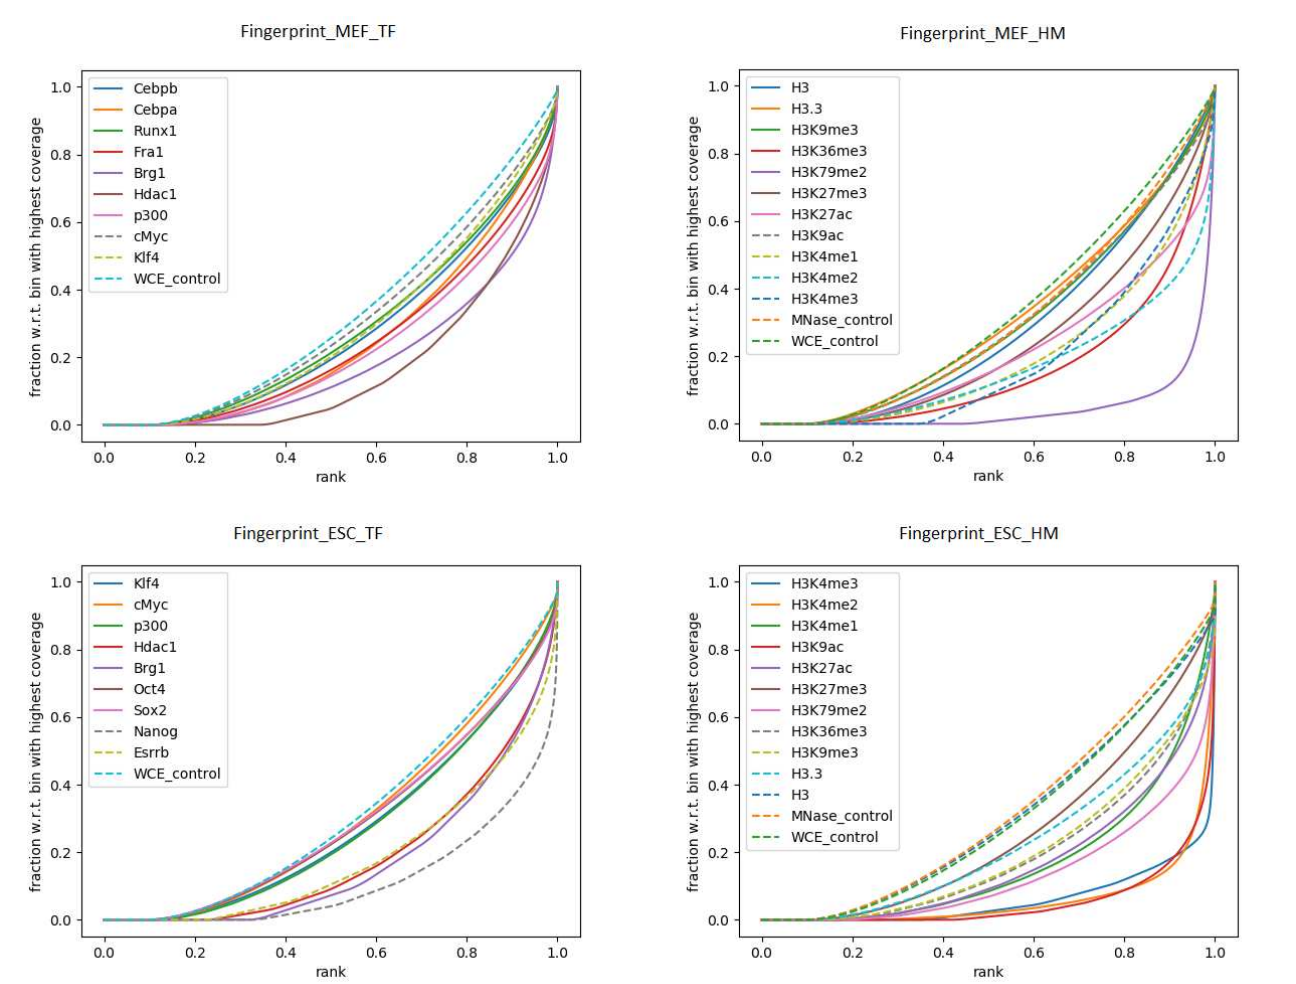 Fingerprint_MEF_TF
1.0
0.8
0.6
0.4
0.2
0.0
fraction w.r.t. bin with highest coverage
Cebpb
Cebpa
Runx1
Fra1
Brg1
Hdac1
p300
cMyc
Klf4
WCE_control
0.0 0.2 0.4 0.6 0.8 1.0
rank
Fingerprint_MEF_HM
1.0
0.8
0.6
0.4
0.2
0.0
fraction w.r.t. bin with highest coverage
H3
H3.3
H3K9me3
H3K36me3
H3K79me2
H3K27me3
H3K27ac
H3K9ac
H3K4me1
H3K4me2
H3K4me3
MNase_control
WCE_control
0.0 0.2 0.4 0.6 0.8 1.0
rank
Fingerprint_ESC_TF
1.0
0.8
0.6
0.4
0.2
0.0
fraction w.r.t. bin with highest coverage
Klf4
cMyc
p300
Hdac1
Brg1
Oct4
Sox2
Nanog
Esrrb
WCE_control
0.0 0.2 0.4 0.6 0.8 1.0
rank
Fingerprint_ESC_HM
1.0
0.8
0.6
0.4
0.2
0.0
fraction w.r.t. bin with highest coverage
H3K4me3
H3K4me2
H3K4me1
H3K9ac
H3K27ac
H3K27me3
H3K79me2
H3K36me3
H3K9me3
H3.3
H3
MNase_control
WCE_control
0.0 0.2 0.4 0.6 0.8 1.0
rank